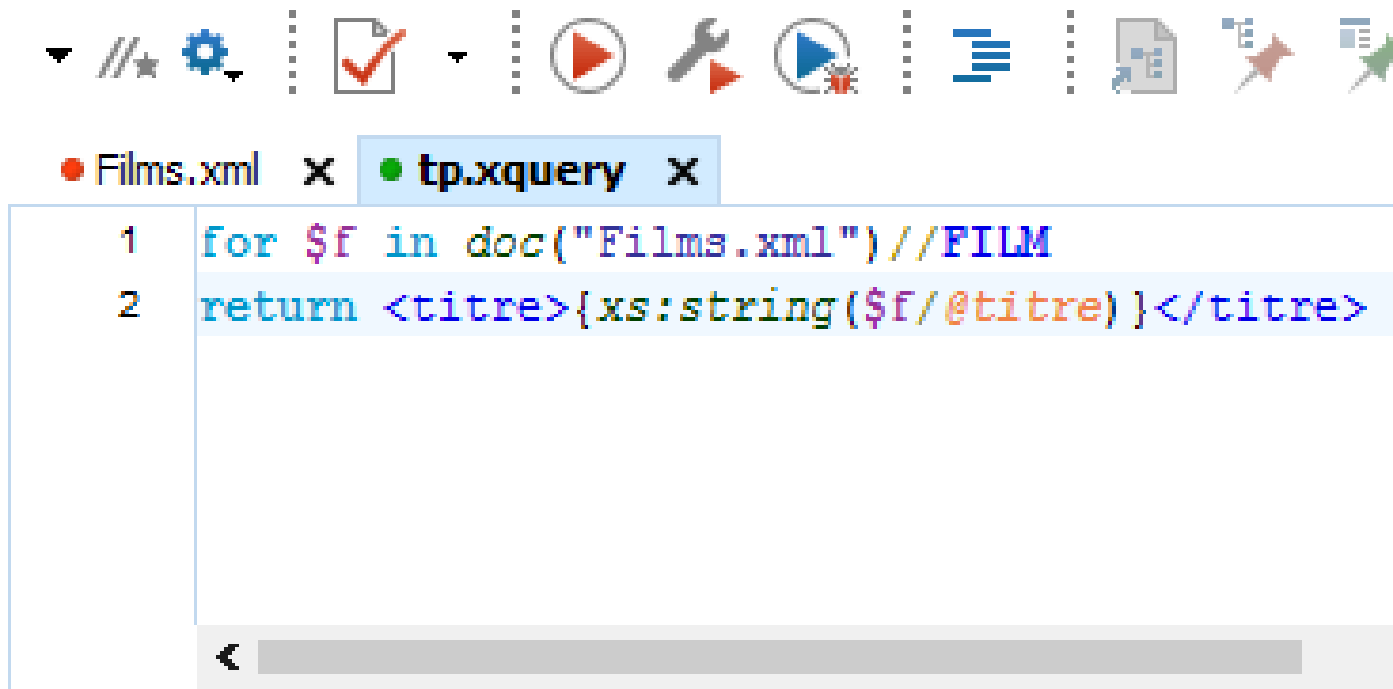 Films.xml x tp.xquery x
1 for $f in doc("Films.xml")//FILM
2 return <titre>{xs:string($f/@titre)}</titre>